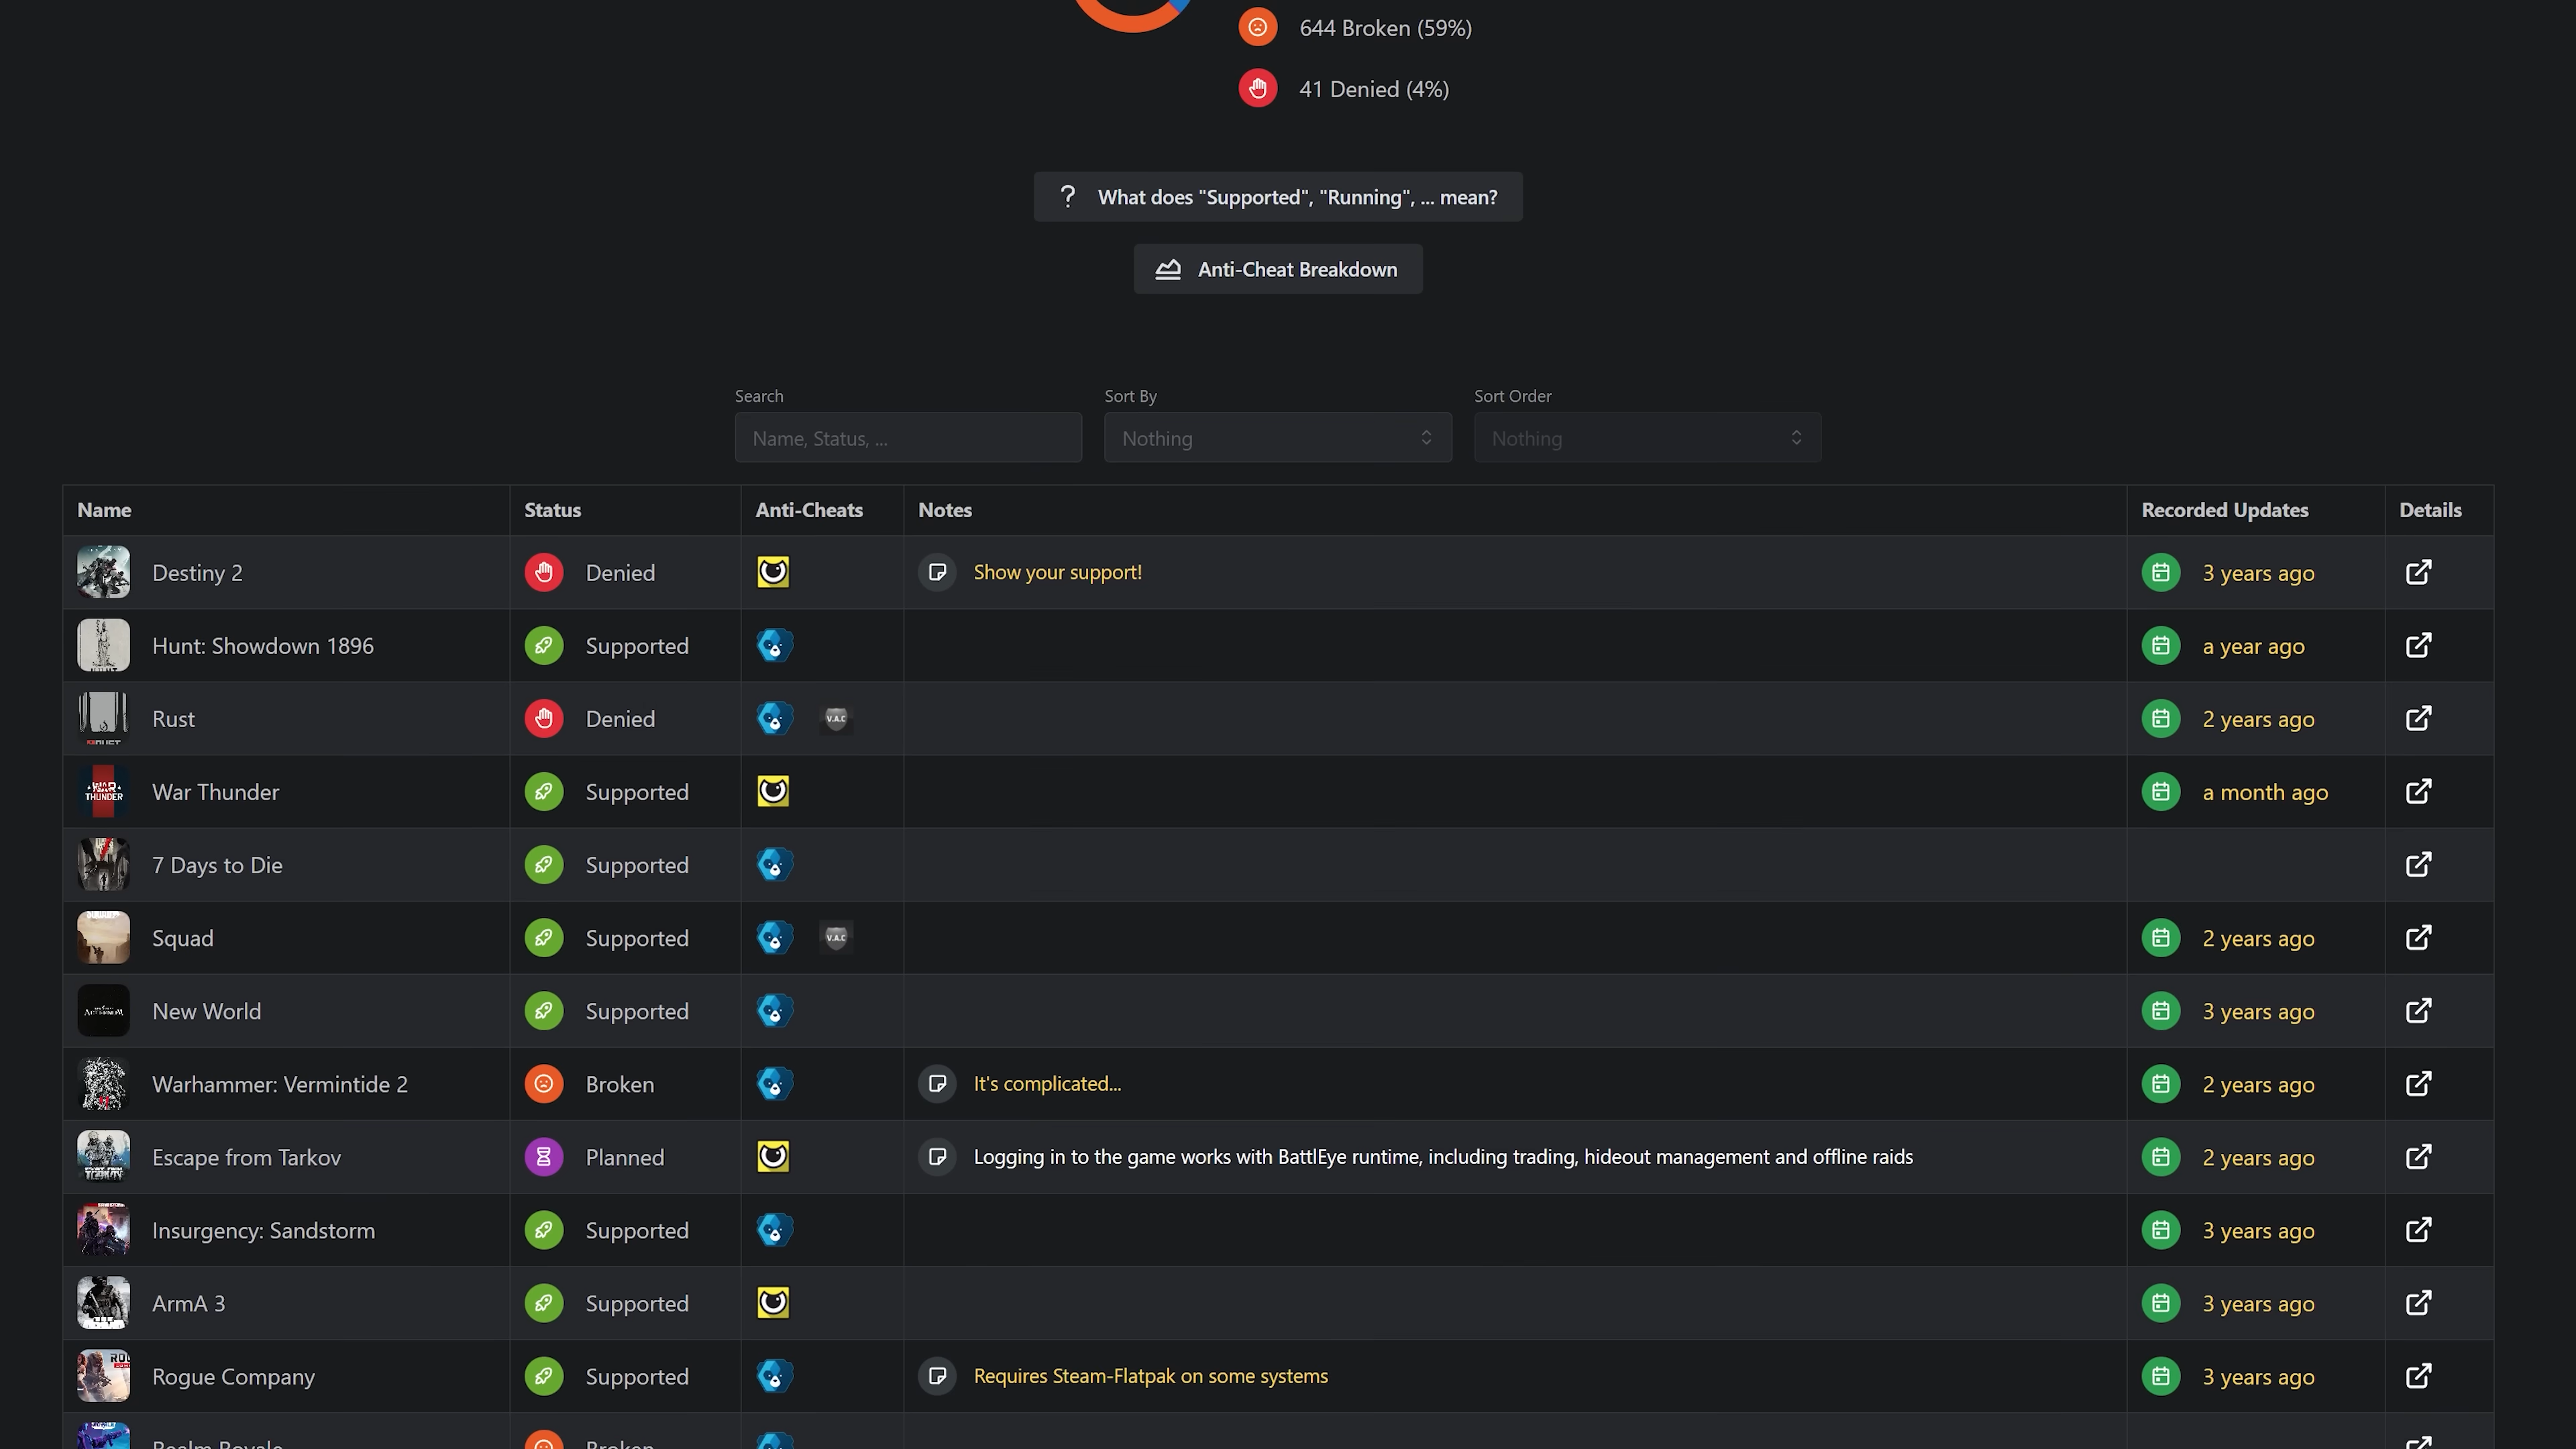 644 Broken (59%)
41 Denied (4%)
? What does "Supported", "Running", ... mean?
Anti-Cheat Breakdown
Search Sort By Sort Order
Name, Status, ... Nothing Nothing
Name Status Anti-Cheats Notes Recorded Updates Details
Destiny 2 Denied Show your support! 3 years ago
Hunt: Showdown 1896 Supported a year ago
Rust Denied V.A.C 2 years ago
WAR THUNDER War Thunder Supported a month ago
7 Days to Die Supported
Squad Supported V.A.C 2 years ago
New World Supported 3 years ago
Warhammer: Vermintide 2 Broken It's complicated... 2 years ago
Escape from Tarkov Planned Logging in to the game works with BattlEye runtime, including trading, hideout management and offline raids 2 years ago
Insurgency: Sandstorm Supported 3 years ago
ArmA 3 Supported 3 years ago
Rogue Company Supported Requires Steam-Flatpak on some systems 3 years ago
Realm Royale Broken